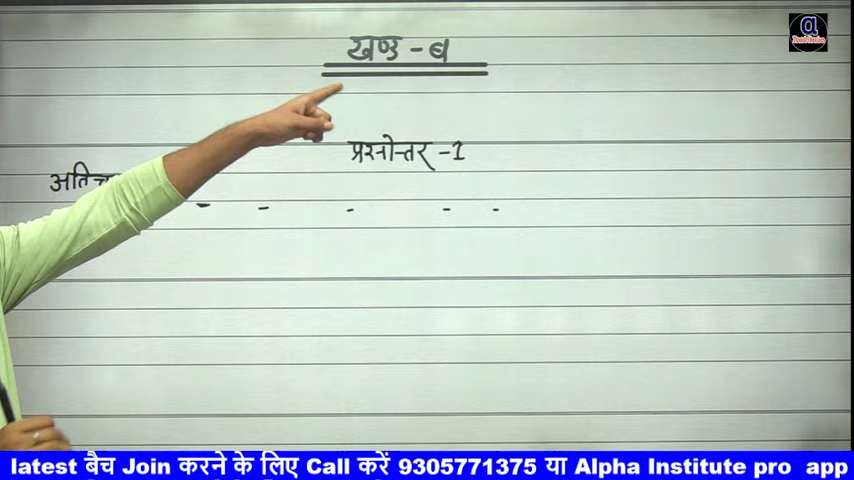 खण्ड - ब
प्रश्नोत्तर - 1
latest बैच Join करने के लिए Call करें 9305771375 या Alpha Institute pro app